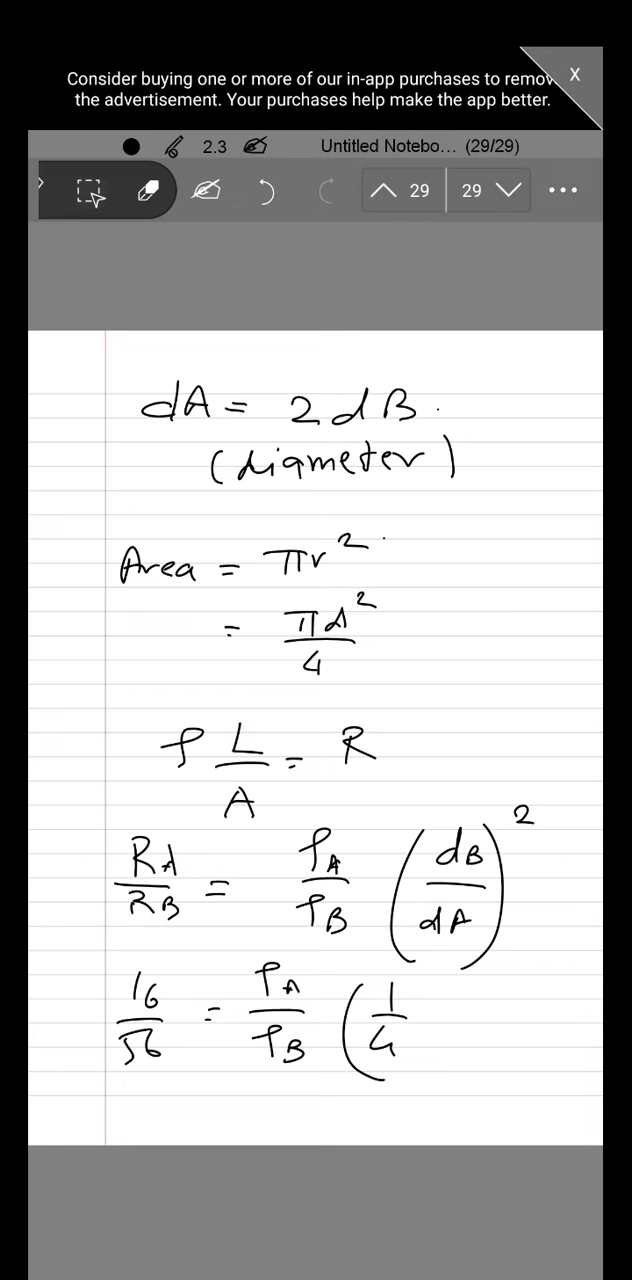 Consider buying one or more of our in-app purchases to remov
X
the advertisement. Your purchases help make the app better.
2.3 Untitled Notebo... (29/29)
29 29
dA = 2dB.
(diameter)
Area = πr²
= πd²/4
ρ L/A = R
RA/RB = ρA/ρB (dB/dA)²
16/56 = ρA/ρB (1/4